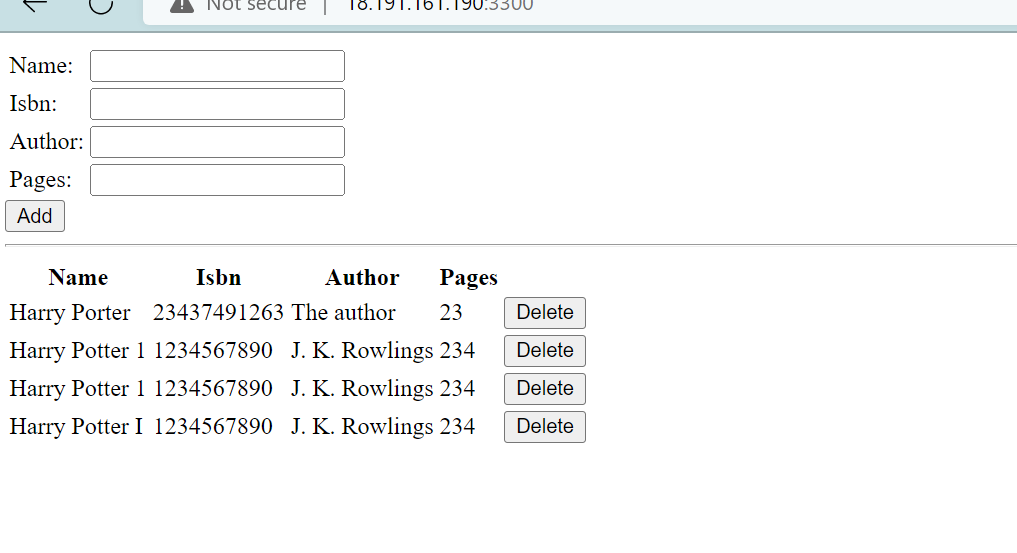 Not secure | 18.191.161.190:3300
Name:
Isbn:
Author:
Pages:
Add
Name Isbn Author Pages
Harry Porter 23437491263 The author 23 Delete
Harry Potter 1 1234567890 J. K. Rowlings 234 Delete
Harry Potter 1 1234567890 J. K. Rowlings 234 Delete
Harry Potter I 1234567890 J. K. Rowlings 234 Delete